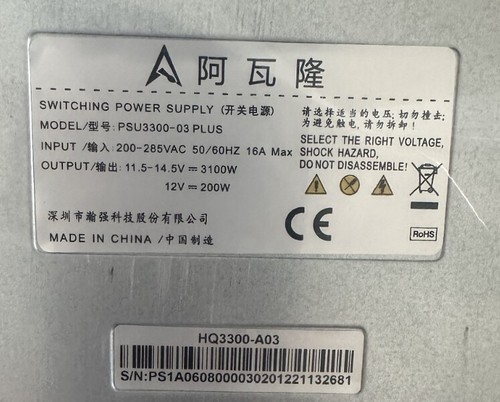 阿瓦隆
SWITCHING POWER SUPPLY (开关电源)
MODEL/型号: PSU3300-03 PLUS
INPUT /输入: 200-285VAC 50/60HZ 16A Max
OUTPUT/输出: 11.5-14.5V⎓3100W
12V⎓200W
深圳市瀚强科技股份有限公司
MADE IN CHINA /中国制造
请选择适当的电压;切勿撞击;
为避免触电,请勿拆卸!
SELECT THE RIGHT VOLTAGE,
SHOCK HAZARD,
DO NOT DISASSEMBLE!
CE
RoHS
HQ3300-A03
S/N:PS1A0608000030201221132681